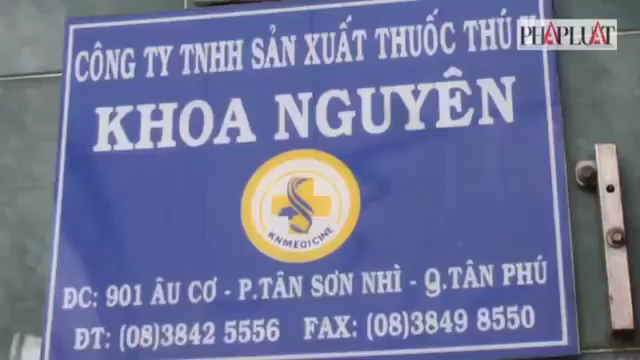 CÔNG TY TNHH SẢN XUẤT THUỐC THÚ
PHÁPLUẬT
KHOA NGUYÊN
KNMEDICINE
ĐC: 901 ÂU CƠ - P.TÂN SƠN NHÌ - Q.TÂN PHÚ
ĐT: (08)3842 5556 FAX: (08)3849 8550